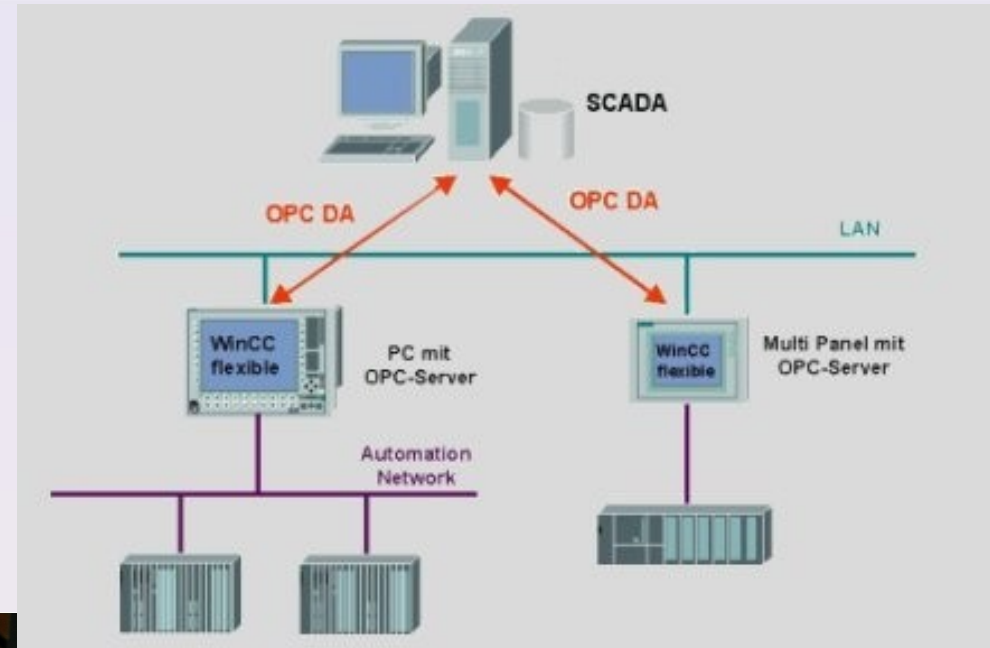 SCADA
OPC DA
OPC DA
LAN
WinCC
flexible
PC mit
OPC-Server
WinCC
flexible
Multi Panel mit
OPC-Server
Automation
Network